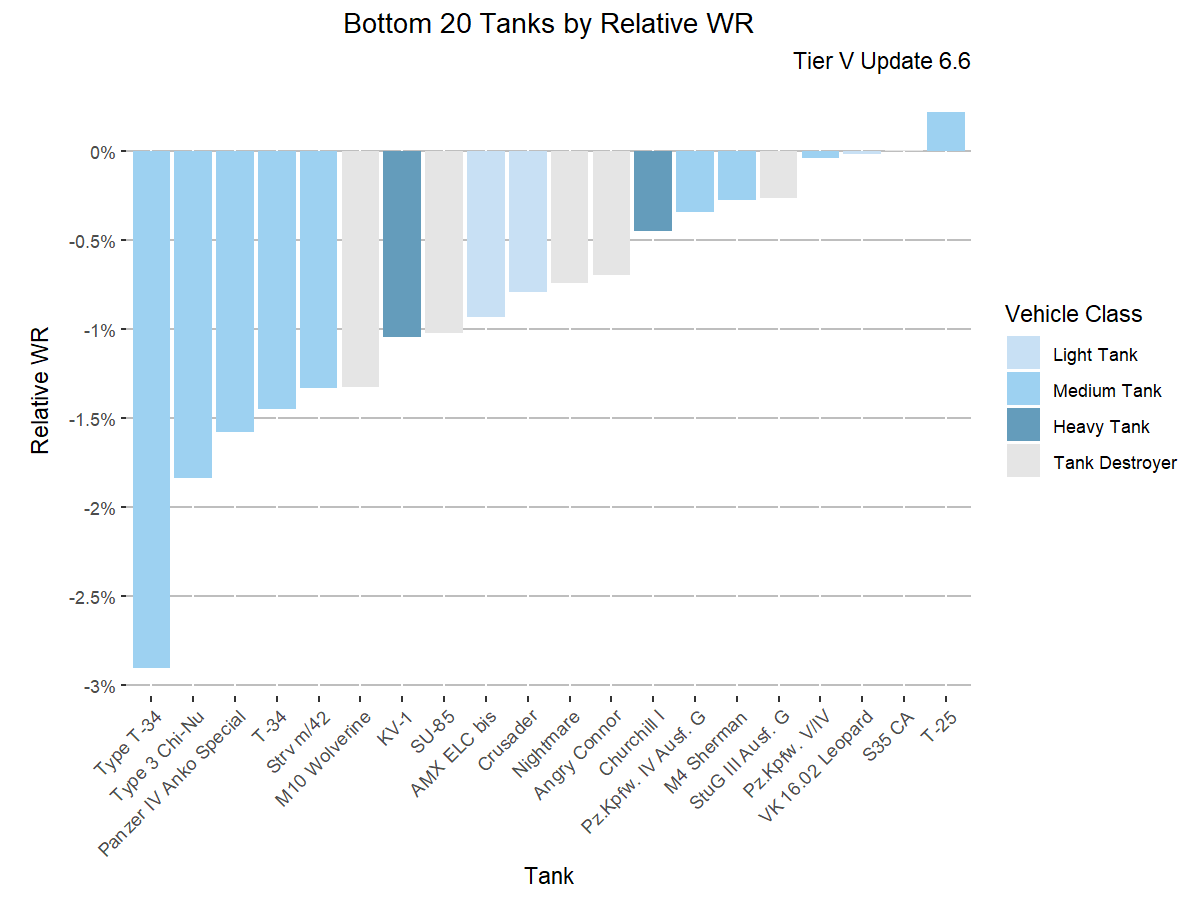 Bottom 20 Tanks by Relative WR
Tier V Update 6.6
0%
-0.5%
-1%
-1.5%
-2%
-2.5%
-3%
Relative WR
Type T-34
Type 3 Chi-Nu
Panzer IV Anko Special
T-34
Strv m/42
M10 Wolverine
KV-1
SU-85
AMX ELC bis
Crusader
Nightmare
Angry Connor
Churchill I
Pz.Kpfw. IV Ausf. G
M4 Sherman
StuG III Ausf. G
Pz.Kpfw. V/IV
VK 16.02 Leopard
S35 CA
T-25
Tank
Vehicle Class
Light Tank
Medium Tank
Heavy Tank
Tank Destroyer